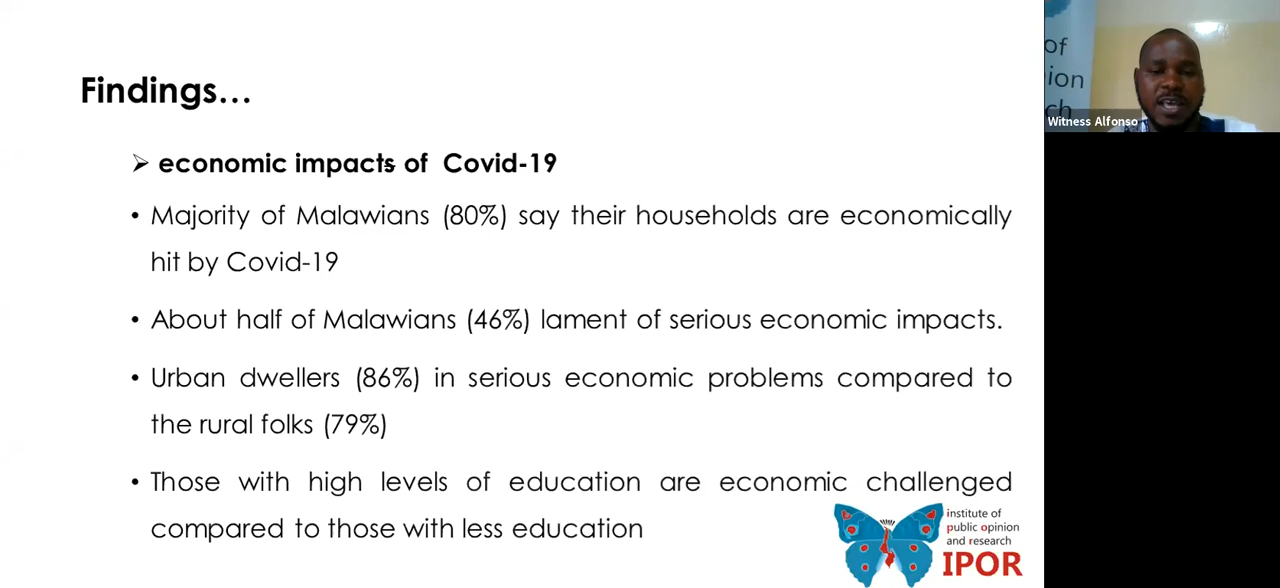 Findings…
➢ economic impacts of Covid-19
• Majority of Malawians (80%) say their households are economically
hit by Covid-19
• About half of Malawians (46%) lament of serious economic impacts.
• Urban dwellers (86%) in serious economic problems compared to
the rural folks (79%)
• Those with high levels of education are economic challenged
compared to those with less education
institute of
public opinion
and research
IPOR
of
ion
ch
Witness Alfonso